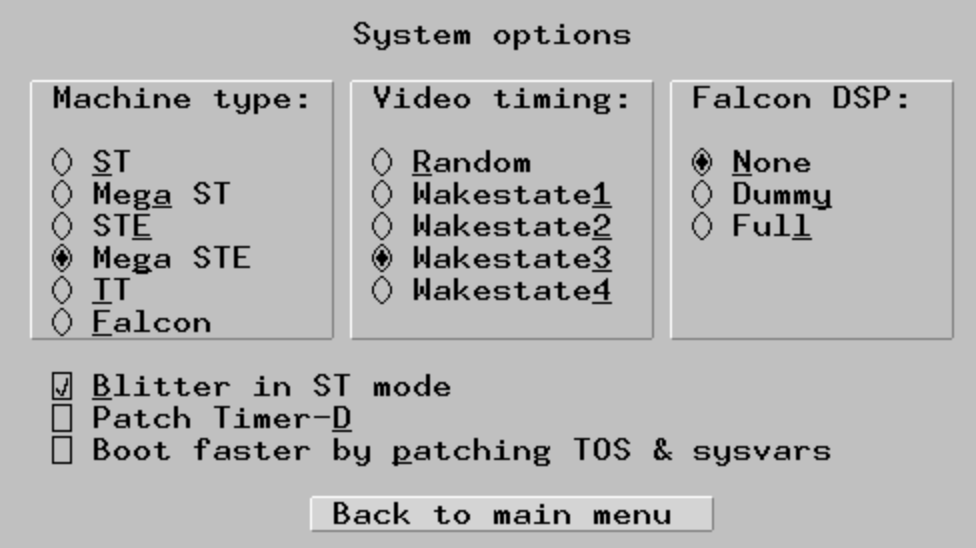 System options
Machine type:
ST
Mega ST
STE
Mega STE
TT
Falcon
Video timing:
Random
Wakestate1
Wakestate2
Wakestate3
Wakestate4
Falcon DSP:
None
Dummy
Full
Blitter in ST mode
Patch Timer-D
Boot faster by patching TOS & sysvars
Back to main menu